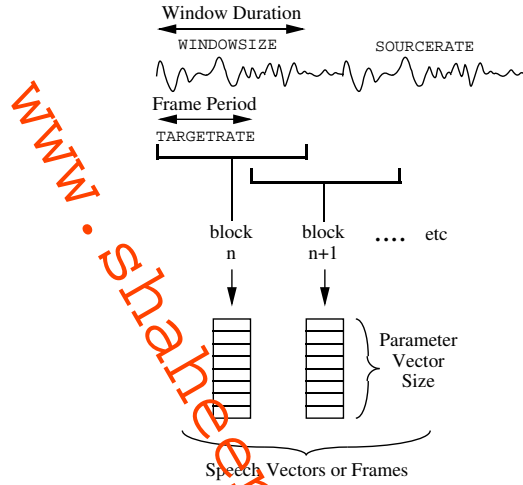 Window Duration
WINDOWSIZE
SOURCERATE
Frame Period
TARGETRATE
block
n
block
n+1
.... etc
Parameter
Vector
Size
Speech Vectors or Frames
www.shaheer